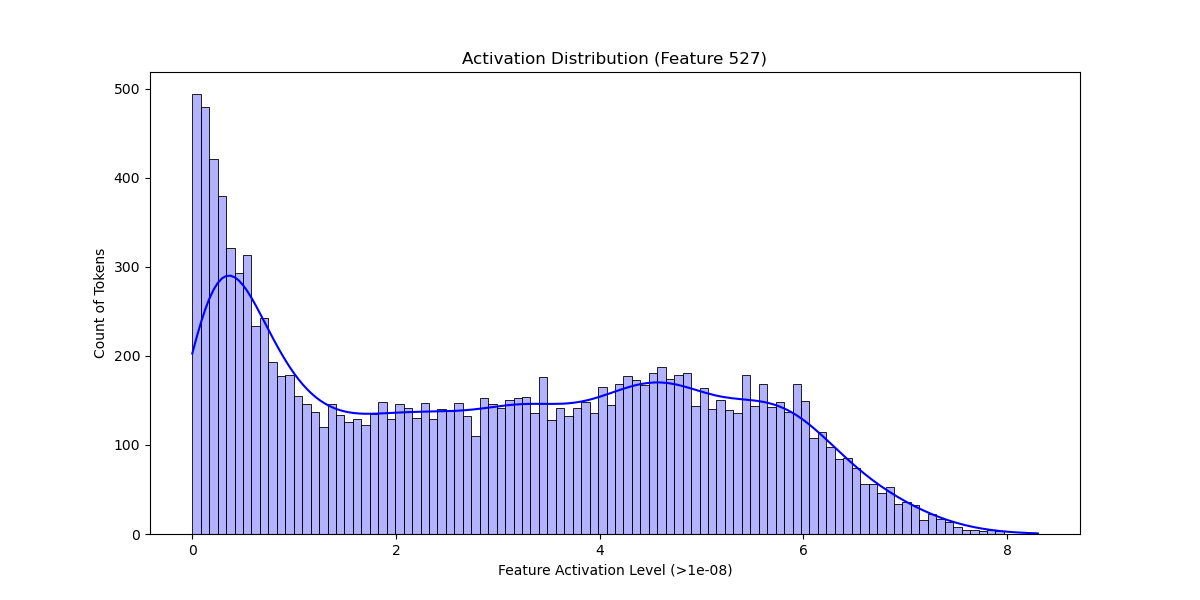 Activation Distribution (Feature 527)
500
400
300
200
100
0
Count of Tokens
0 2 4 6 8
Feature Activation Level (>1e-08)